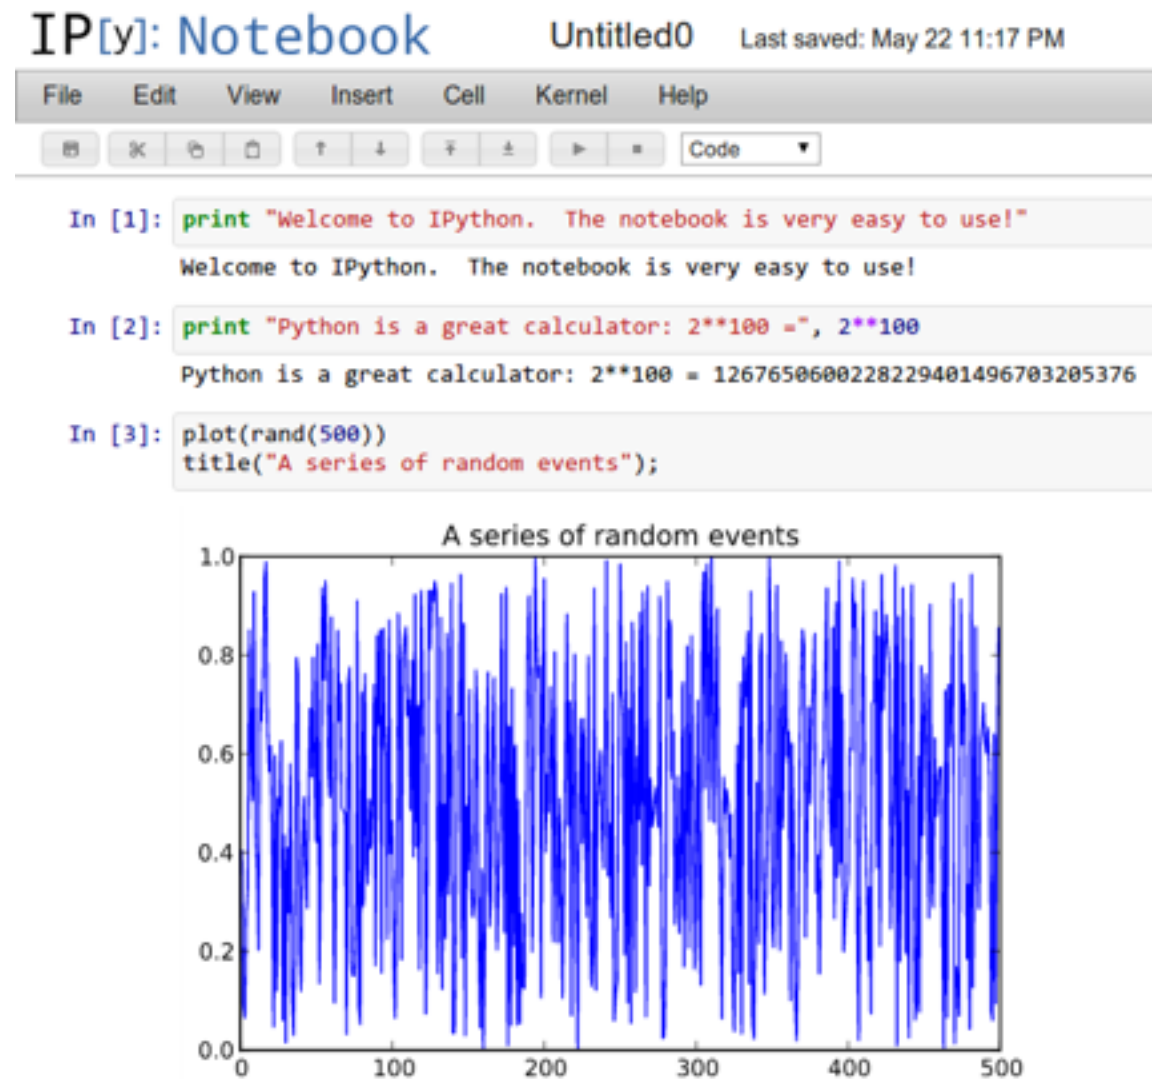 IP[y]: Notebook Untitled0 Last saved: May 22 11:17 PM
File Edit View Insert Cell Kernel Help
Code
In [1]: print "Welcome to IPython.  The notebook is very easy to use!"
Welcome to IPython.  The notebook is very easy to use!
In [2]: print "Python is a great calculator: 2**100 =", 2**100
Python is a great calculator: 2**100 = 1267650600228229401496703205376
In [3]: plot(rand(500))
title("A series of random events");
A series of random events
1.0
0.8
0.6
0.4
0.2
0.0
0 100 200 300 400 500